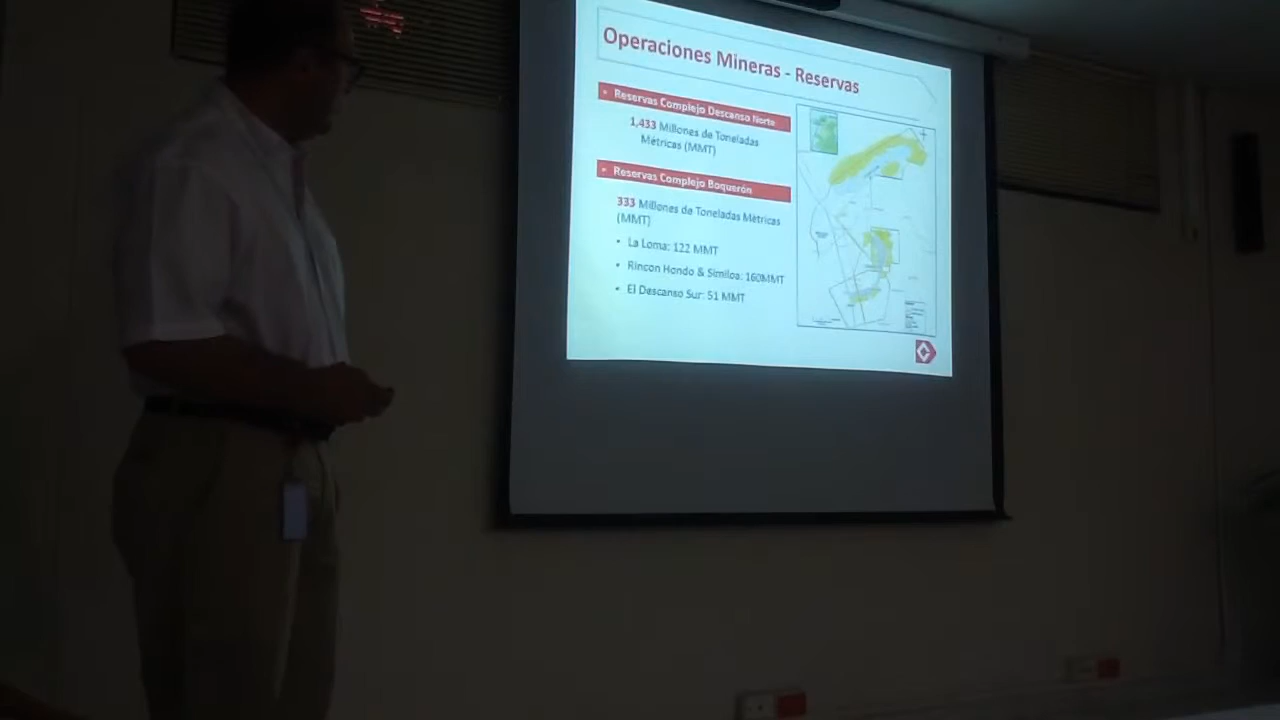 Operaciones Mineras - Reservas
• Reservas Complejo Descanso Norte
1,433 Millones de Toneladas
Métricas (MMT)
• Reservas Complejo Boquerón
333 Millones de Toneladas Métricas
(MMT)
• La Loma: 122 MMT
• Rincon Hondo & Similoa: 160MMT
• El Descanso Sur: 51 MMT